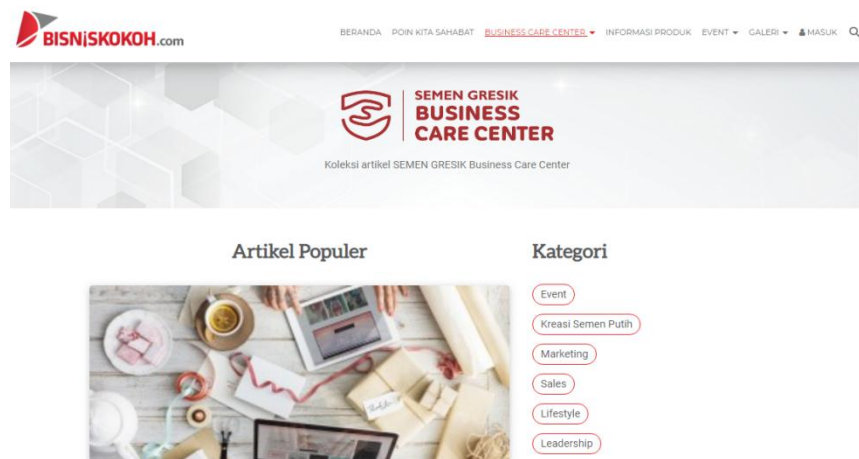 BISNiSKOKOH.com
BERANDA POIN KITA SAHABAT BUSINESS CARE CENTER INFORMASI PRODUK EVENT GALERI MASUK
SEMEN GRESIK
BUSINESS
CARE CENTER
Koleksi artikel SEMEN GRESIK Business Care Center
Artikel Populer
Kategori
Event
Kreasi Semen Putih
Marketing
Sales
Lifestyle
Leadership